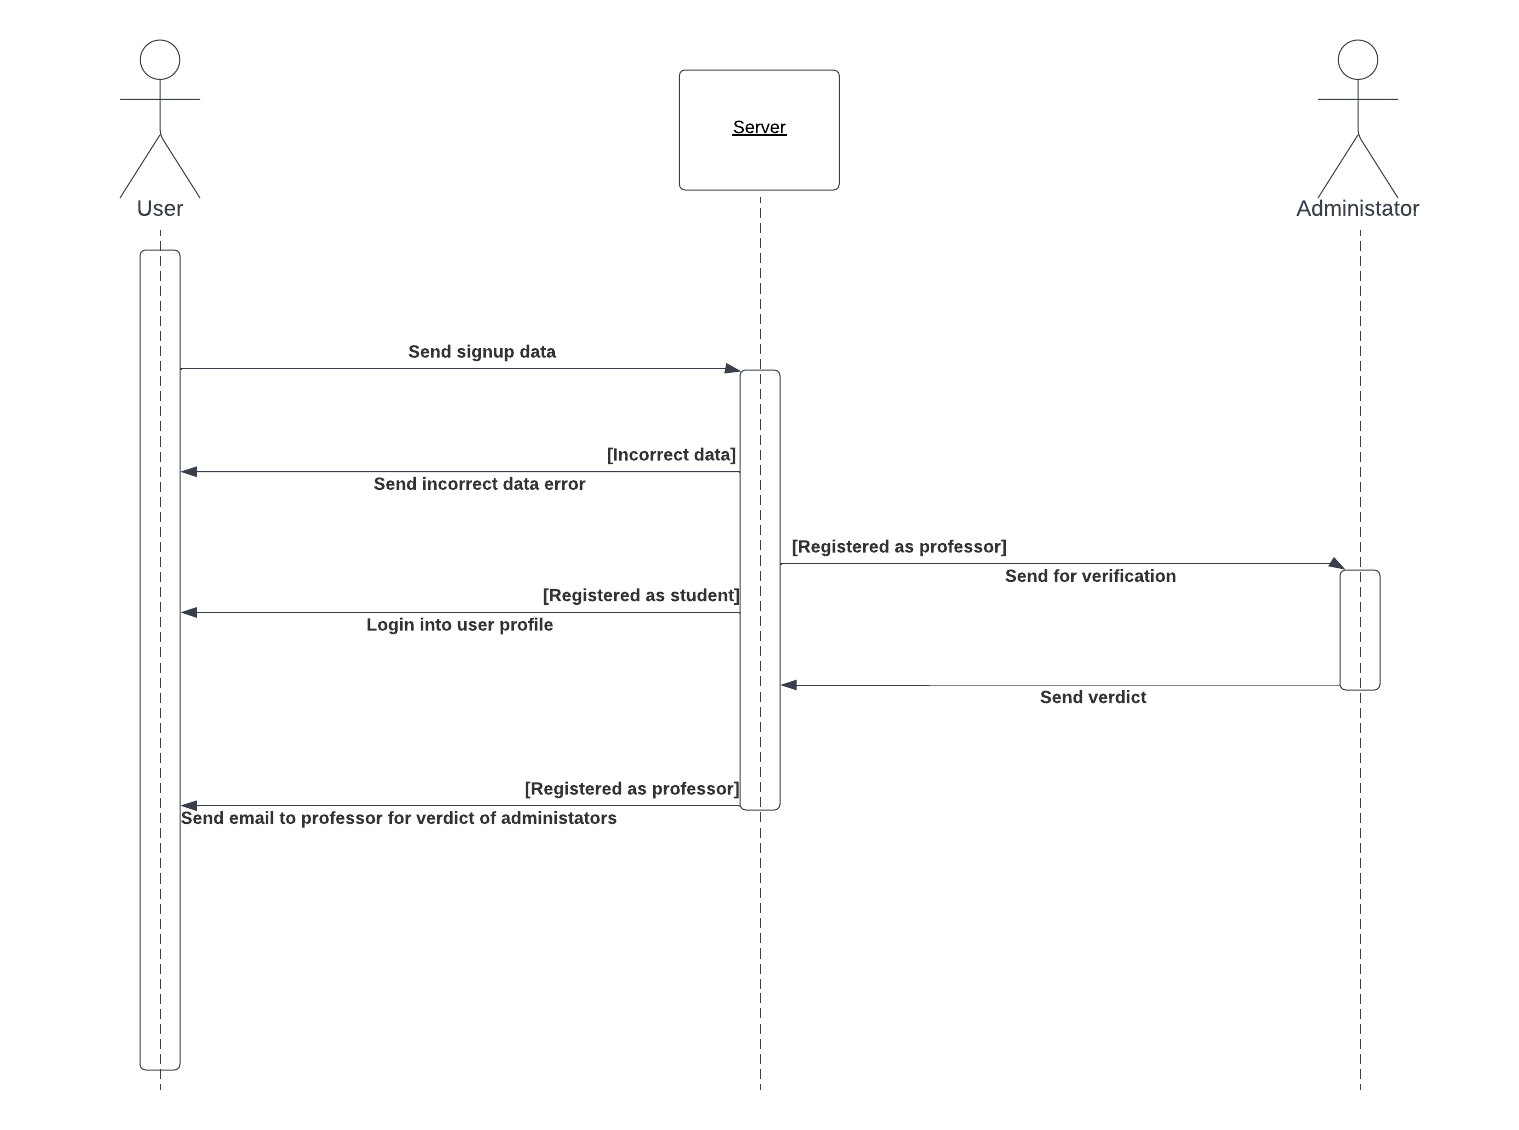 Server
User
Administator
Send signup data
[Incorrect data]
Send incorrect data error
[Registered as professor]
Send for verification
[Registered as student]
Login into user profile
Send verdict
[Registered as professor]
Send email to professor for verdict of administators